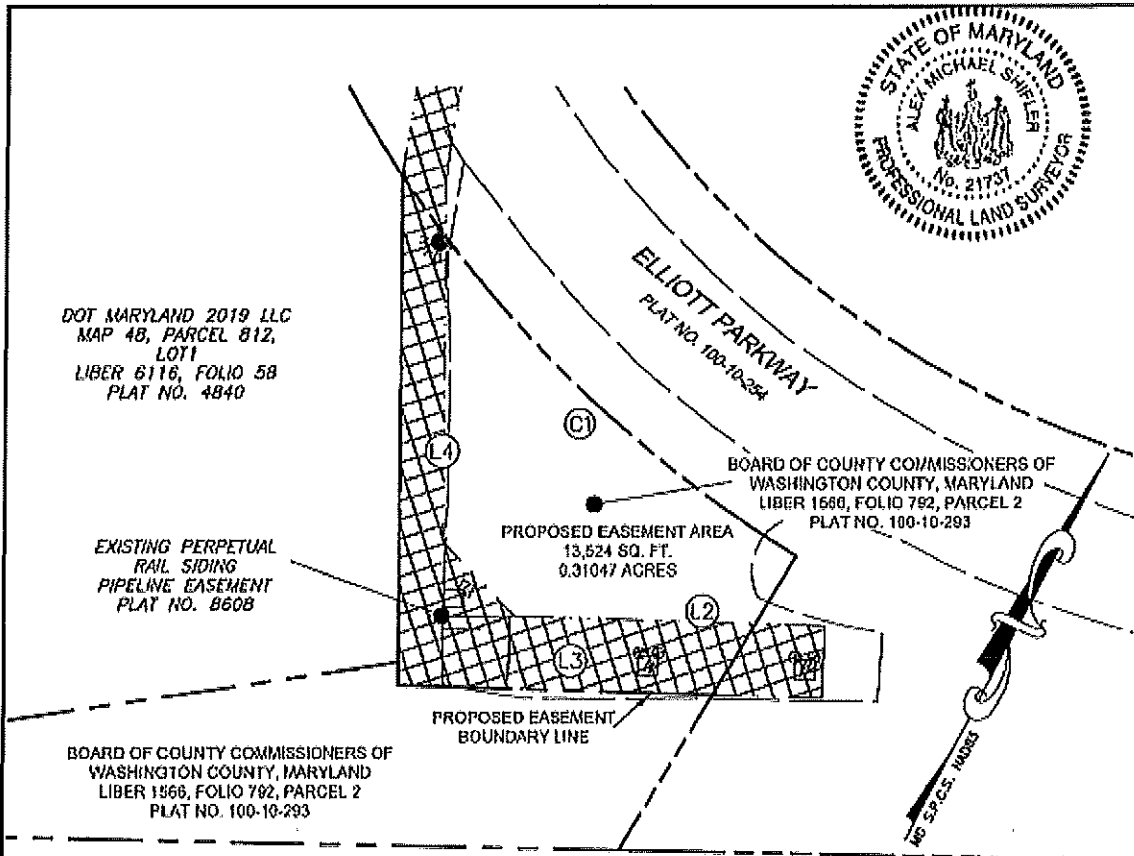 STATE OF MARYLAND
ALEX MICHAEL SHIFLER
No. 21737
PROFESSIONAL LAND SURVEYOR
ELLIOTT PARKWAY
PLAT NO. 100-10-254
DOT MARYLAND 2019 LLC
MAP 48, PARCEL 812,
LOT 1
LIBER 6116, FOLIO 58
PLAT NO. 4840
C1
L4
BOARD OF COUNTY COMMISSIONERS OF
WASHINGTON COUNTY, MARYLAND
LIBER 1566, FOLIO 792, PARCEL 2
PLAT NO. 100-10-293
PROPOSED EASEMENT AREA
13,524 SQ. FT.
0.31047 ACRES
EXISTING PERPETUAL
RAIL SIDING
PIPELINE EASEMENT
PLAT NO. 8608
L2
L3
PROPOSED EASEMENT
BOUNDARY LINE
BOARD OF COUNTY COMMISSIONERS OF
WASHINGTON COUNTY, MARYLAND
LIBER 1566, FOLIO 792, PARCEL 2
PLAT NO. 100-10-293
MD S.P.C.S. NAD83